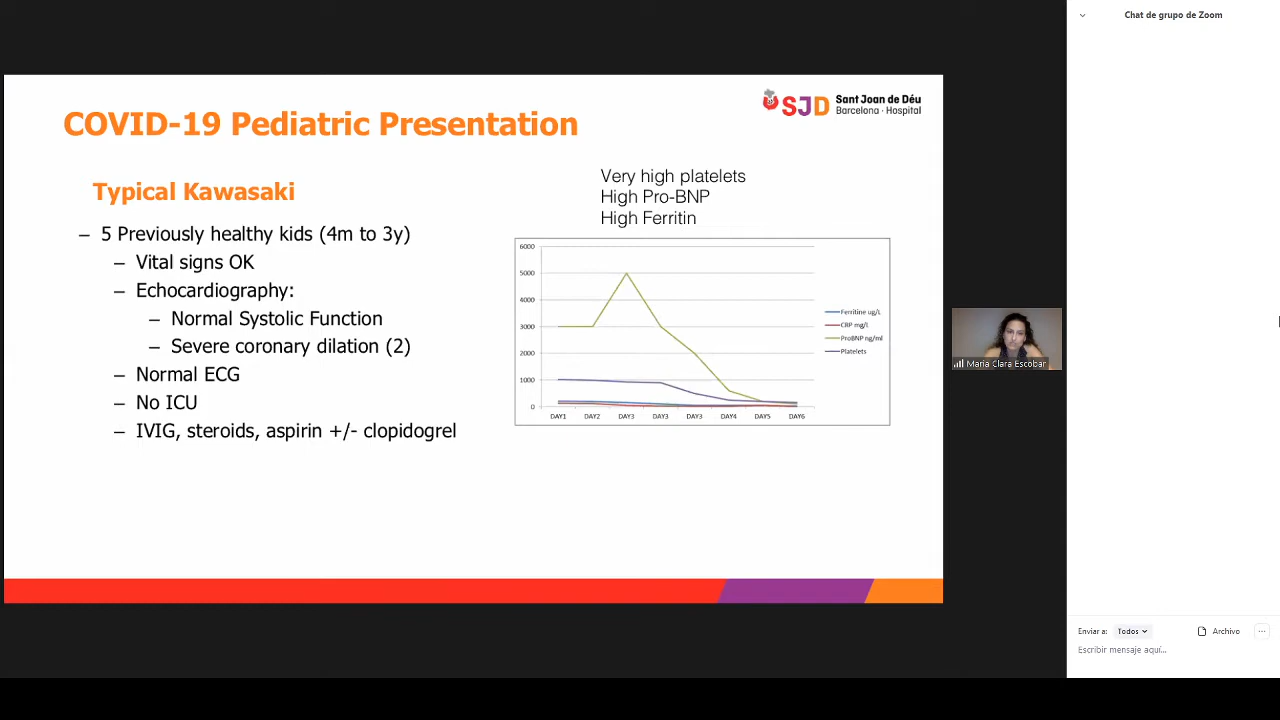 Chat de grupo de Zoom
SJD Sant Joan de Déu
Barcelona · Hospital
COVID-19 Pediatric Presentation
Typical Kawasaki
– 5 Previously healthy kids (4m to 3y)
– Vital signs OK
– Echocardiography:
– Normal Systolic Function
– Severe coronary dilation (2)
– Normal ECG
– No ICU
– IVIG, steroids, aspirin +/- clopidogrel
Very high platelets
High Pro-BNP
High Ferritin
6000
5000
4000
3000
2000
1000
0
DAY1 DAY2 DAY3 DAY3 DAY3 DAY4 DAY5 DAY6
Ferritine ug/L
CRP mg/L
ProBNP ng/ml
Platelets
Maria Clara Escobar
Enviar a: Todos Archivo ...
Escribir mensaje aquí...